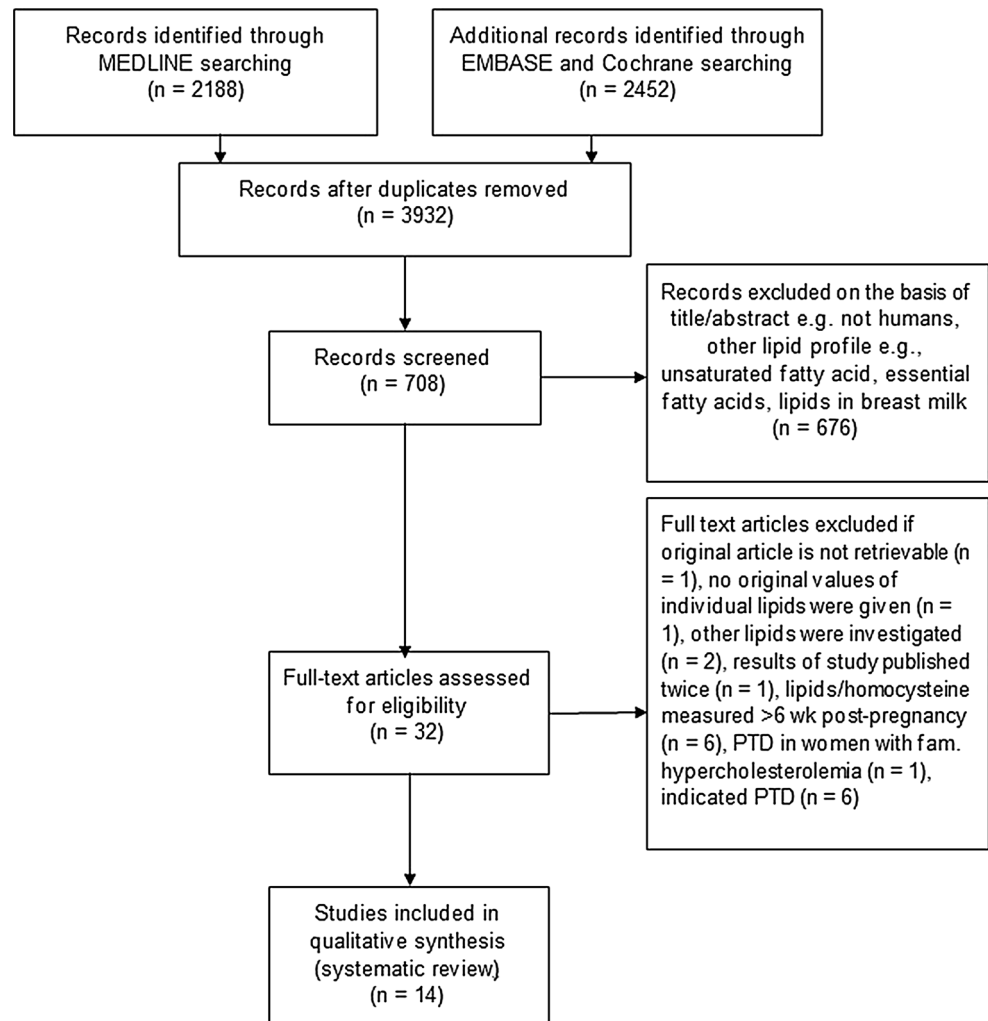 Records identified through
MEDLINE searching
(n = 2188)
Additional records identified through
EMBASE and Cochrane searching
(n = 2452)
Records after duplicates removed
(n = 3932)
Records screened
(n = 708)
Records excluded on the basis of
title/abstract e.g. not humans,
other lipid profile e.g.,
unsaturated fatty acid, essential
fatty acids, lipids in breast milk
(n = 676)
Full-text articles assessed
for eligibility
(n = 32)
Full text articles excluded if
original article is not retrievable (n
= 1), no original values of
individual lipids were given (n =
1), other lipids were investigated
(n = 2), results of study published
twice (n = 1), lipids/homocysteine
measured >6 wk post-pregnancy
(n = 6), PTD in women with fam.
hypercholesterolemia (n = 1),
indicated PTD (n = 6)
Studies included in
qualitative synthesis
(systematic review,)
(n = 14)